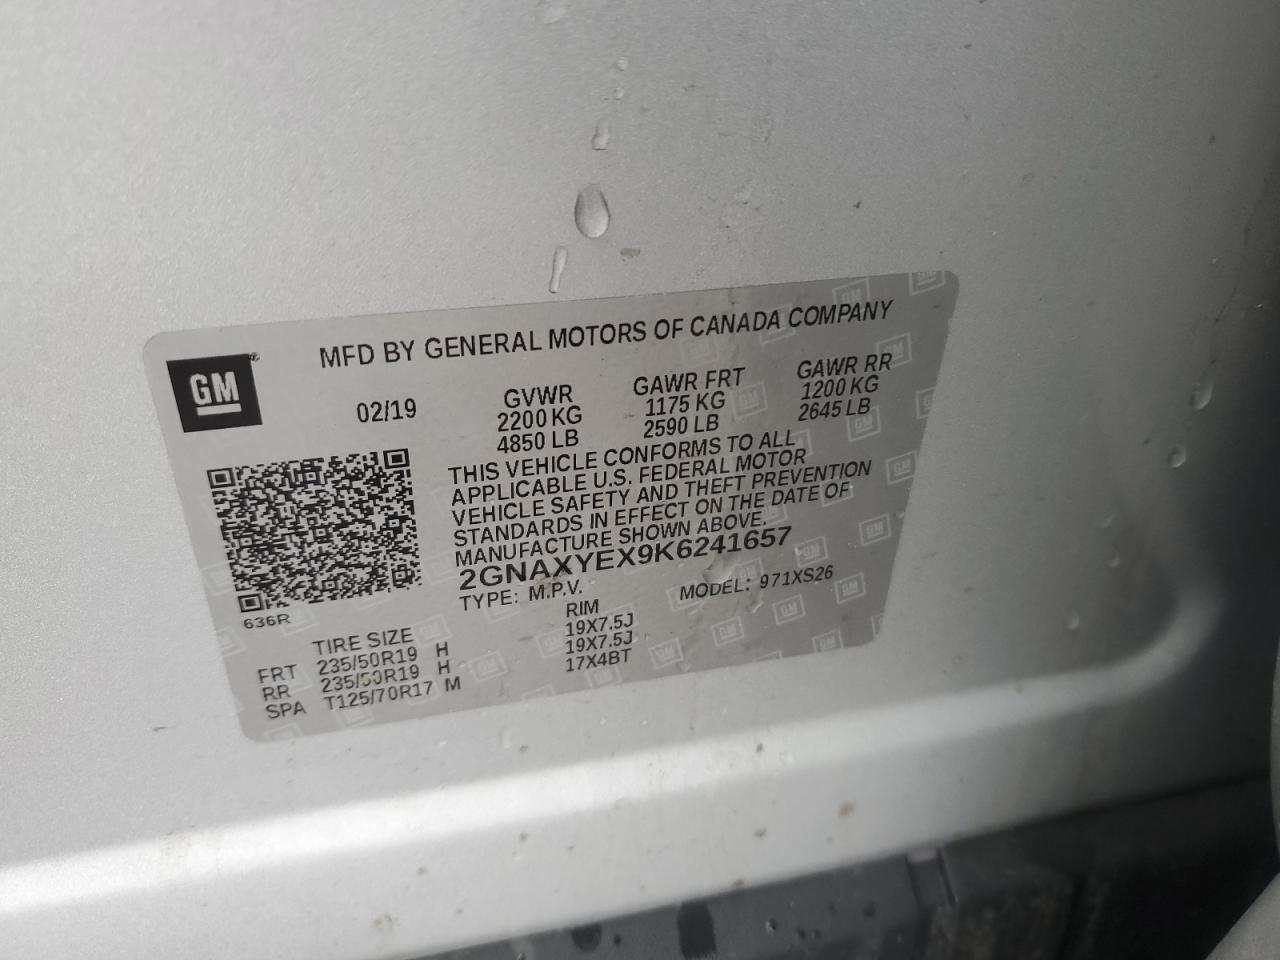 MFD BY GENERAL MOTORS OF CANADA COMPANY
GM
02/19
GVWR
2200 KG
4850 LB
GAWR FRT
1175 KG
2590 LB
GAWR RR
1200 KG
2645 LB
THIS VEHICLE CONFORMS TO ALL
APPLICABLE U.S. FEDERAL MOTOR
VEHICLE SAFETY AND THEFT PREVENTION
STANDARDS IN EFFECT ON THE DATE OF
MANUFACTURE SHOWN ABOVE.
2GNAXYEX9K6241657
TYPE: M.P.V. MODEL: 971XS26
636R
TIRE SIZE RIM
FRT 235/50R19 H 19X7.5J
RR 235/50R19 H 19X7.5J
SPA T125/70R17 M 17X4BT